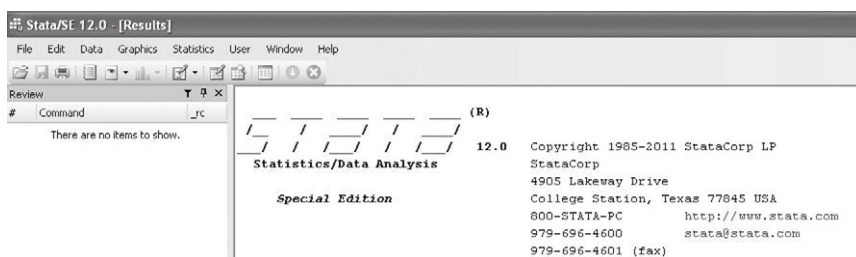 Stata/SE 12.0 - [Results]
File Edit Data Graphics Statistics User Window Help
Review
# Command _rc
There are no items to show.
STATA (R)
12.0 Copyright 1985-2011 StataCorp LP
Statistics/Data Analysis StataCorp
4905 Lakeway Drive
Special Edition College Station, Texas 77845 USA
800-STATA-PC http://www.stata.com
979-696-4600 stata@stata.com
979-696-4601 (fax)